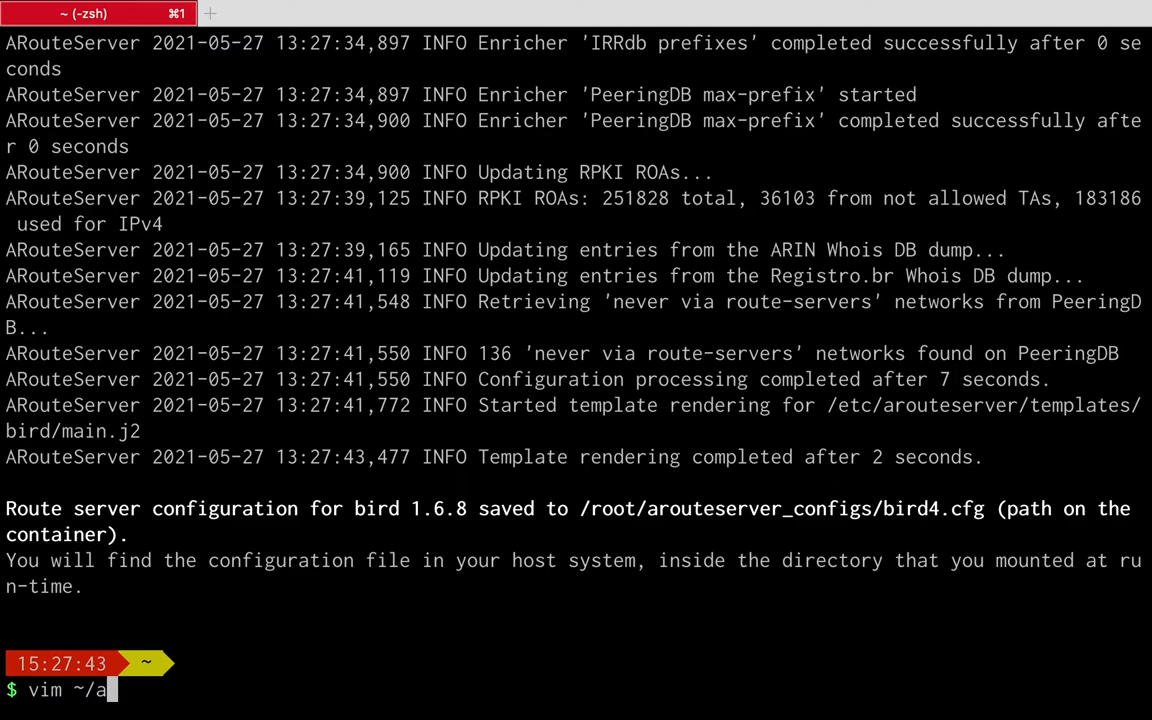 ~ (-zsh) ⌘1 +
ARouteServer 2021-05-27 13:27:34,897 INFO Enricher 'IRRdb prefixes' completed successfully after 0 se
conds
ARouteServer 2021-05-27 13:27:34,897 INFO Enricher 'PeeringDB max-prefix' started
ARouteServer 2021-05-27 13:27:34,900 INFO Enricher 'PeeringDB max-prefix' completed successfully afte
r 0 seconds
ARouteServer 2021-05-27 13:27:34,900 INFO Updating RPKI ROAs...
ARouteServer 2021-05-27 13:27:39,125 INFO RPKI ROAs: 251828 total, 36103 from not allowed TAs, 183186
used for IPv4
ARouteServer 2021-05-27 13:27:39,165 INFO Updating entries from the ARIN Whois DB dump...
ARouteServer 2021-05-27 13:27:41,119 INFO Updating entries from the Registro.br Whois DB dump...
ARouteServer 2021-05-27 13:27:41,548 INFO Retrieving 'never via route-servers' networks from PeeringD
B...
ARouteServer 2021-05-27 13:27:41,550 INFO 136 'never via route-servers' networks found on PeeringDB
ARouteServer 2021-05-27 13:27:41,550 INFO Configuration processing completed after 7 seconds.
ARouteServer 2021-05-27 13:27:41,772 INFO Started template rendering for /etc/arouteserver/templates/
bird/main.j2
ARouteServer 2021-05-27 13:27:43,477 INFO Template rendering completed after 2 seconds.
Route server configuration for bird 1.6.8 saved to /root/arouteserver_configs/bird4.cfg (path on the
container).
You will find the configuration file in your host system, inside the directory that you mounted at ru
n-time.
15:27:43 ~
$ vim ~/a